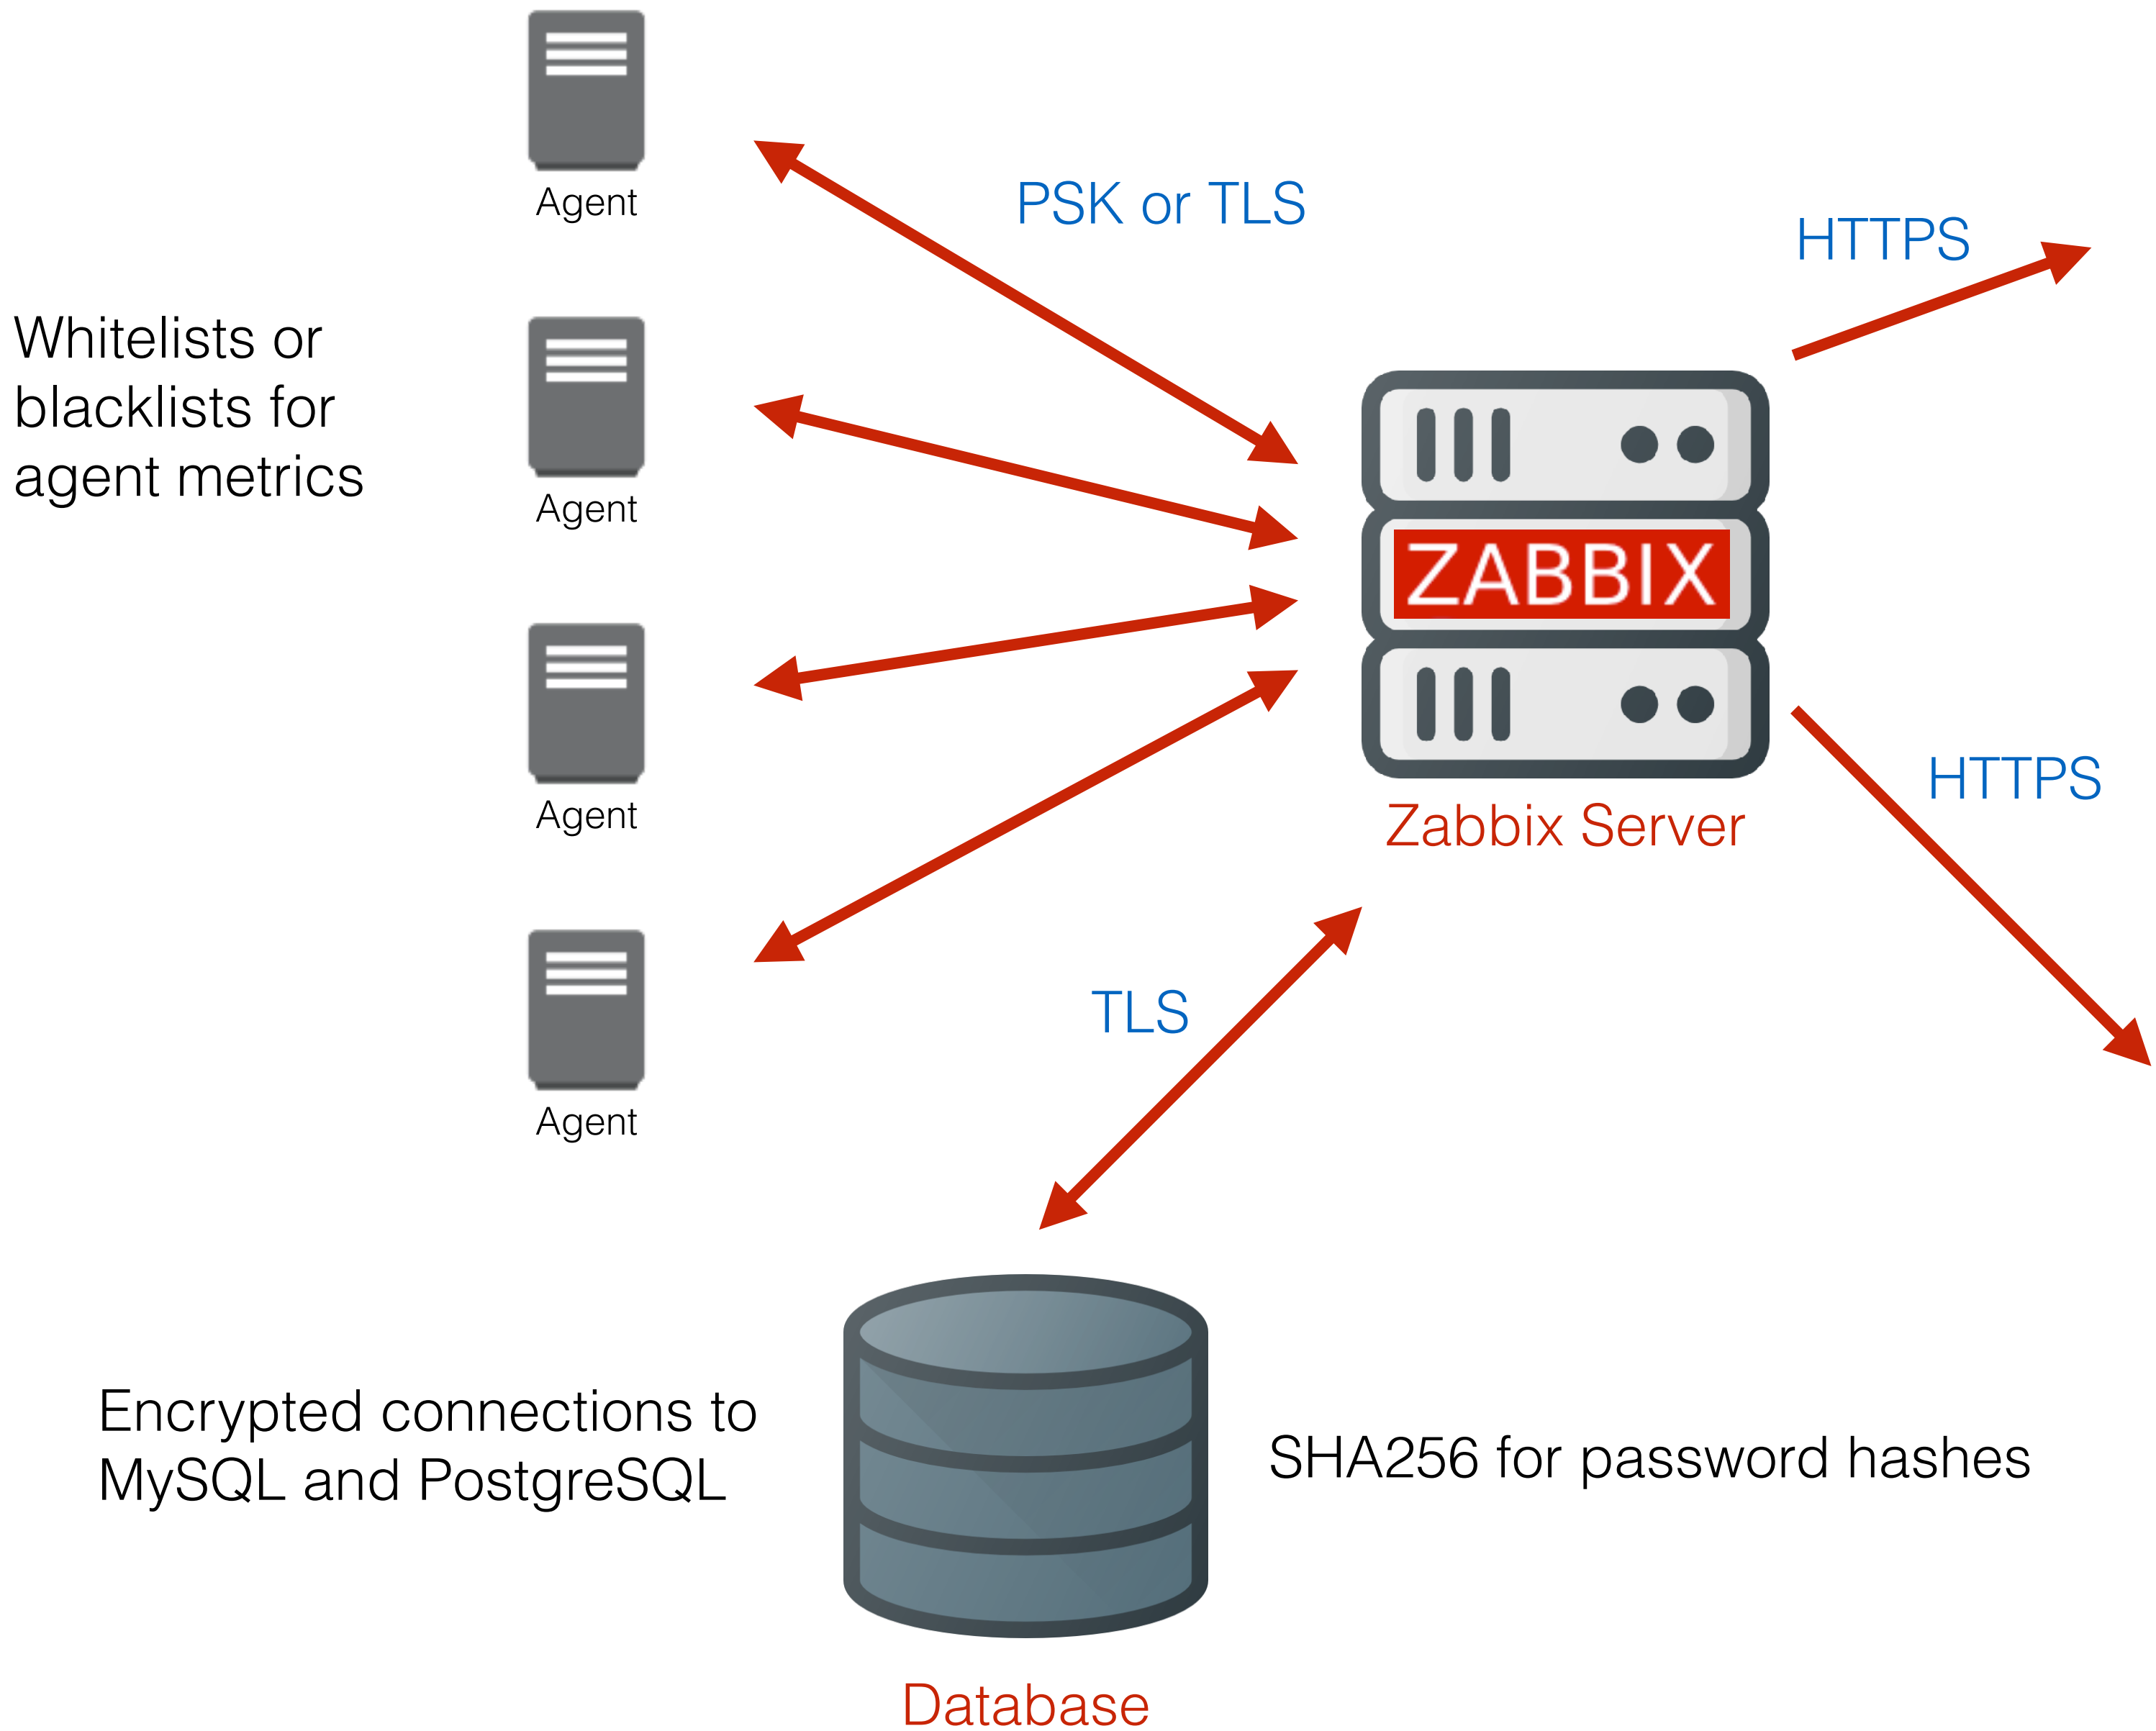 Agent
PSK or TLS
HTTPS
Whitelists or
blacklists for
agent metrics
Agent
ZABBIX
Agent
Zabbix Server
HTTPS
Agent
TLS
Encrypted connections to
MySQL and PostgreSQL
SHA256 for password hashes
Database